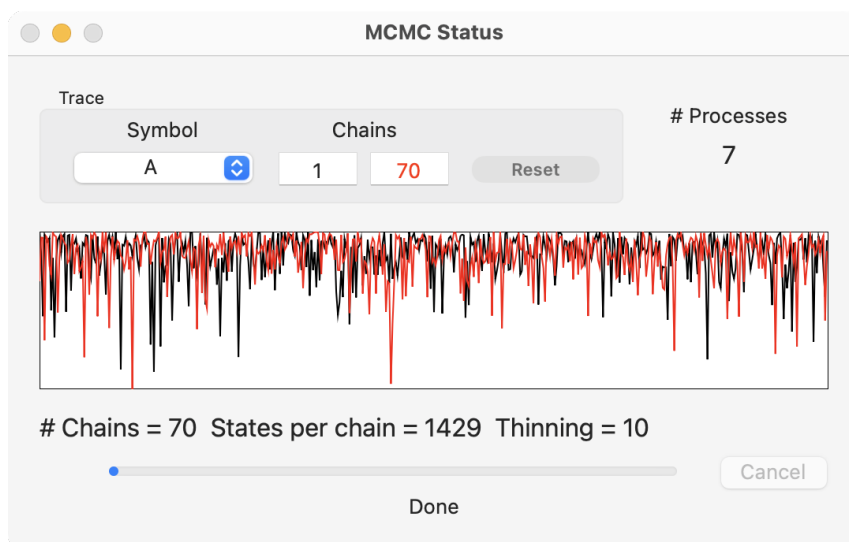 MCMC Status
Trace
Symbol Chains
# Processes
A 1 70 Reset
7
# Chains = 70 States per chain = 1429 Thinning = 10
Cancel
Done